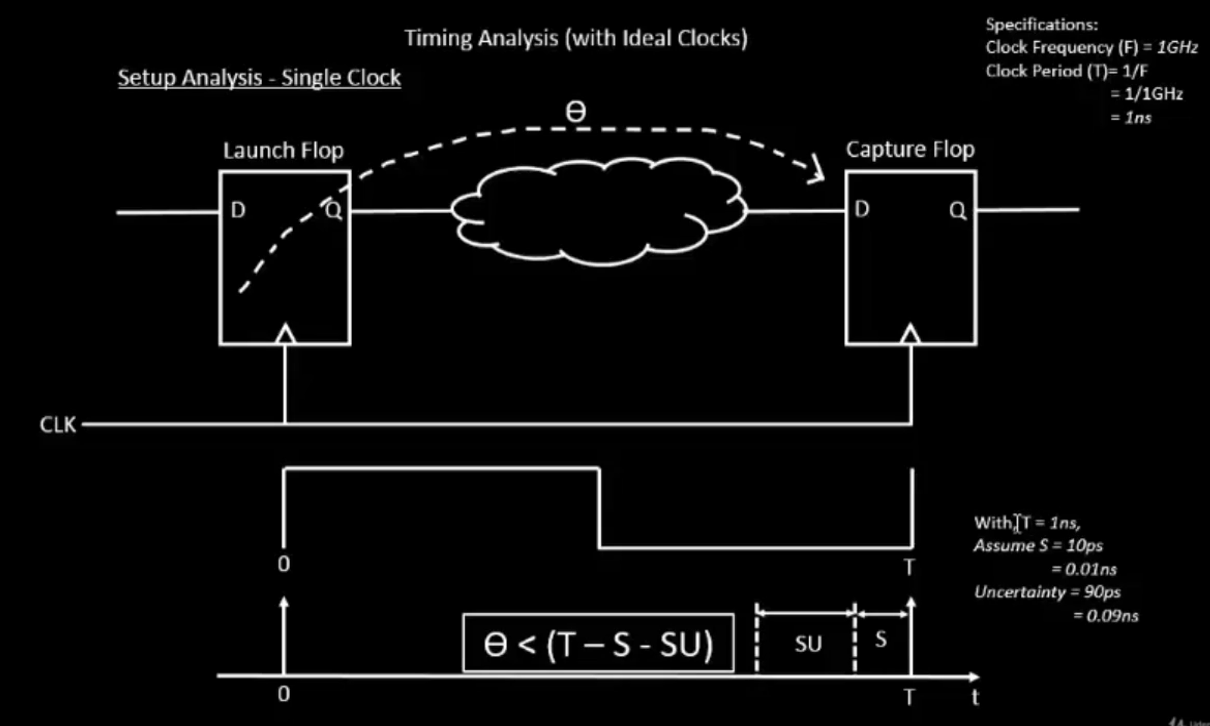 Timing Analysis (with Ideal Clocks)
Specifications:
Clock Frequency (F) = 1GHz
Clock Period (T)= 1/F
= 1/1GHz
= 1ns
Setup Analysis - Single Clock
Θ
Launch Flop
Capture Flop
D
Q
D
Q
CLK
0
T
With T = 1ns,
Assume S = 10ps
= 0.01ns
Uncertainty = 90ps
= 0.09ns
Θ < (T – S - SU)
SU
S
0
T
t